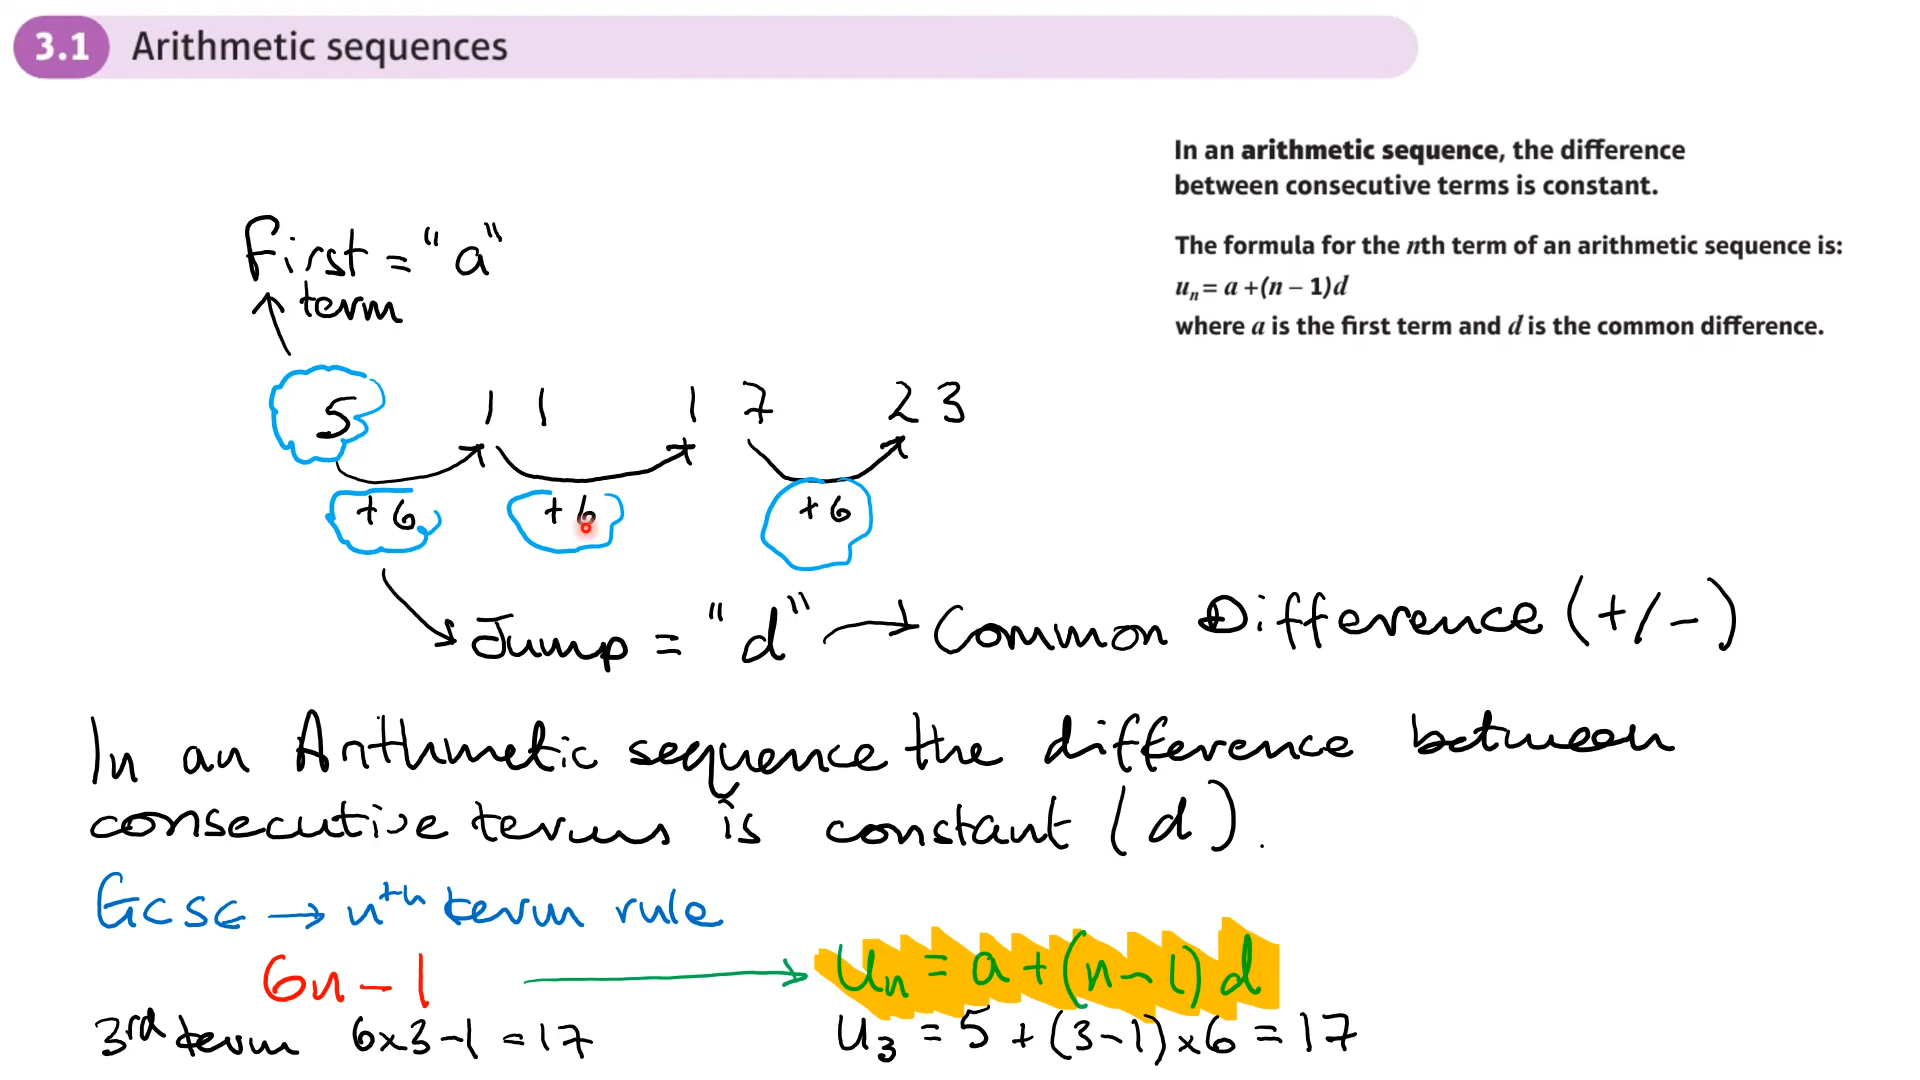 3.1 Arithmetic sequences
In an arithmetic sequence, the difference
between consecutive terms is constant.
The formula for the nth term of an arithmetic sequence is:
uₙ = a + (n − 1)d
where a is the first term and d is the common difference.
First = "a"
term
5 11 17 23
+6 +6 +6
Jump = "d" → Common Difference (+/-)
In an Arithmetic sequence the difference between
consecutive terms is constant (d).
GCSE → nᵗʰ term rule
6n - 1 → Uₙ = a + (n-1)d
3rd term 6x3-1 = 17 U₃ = 5 + (3-1)x6 = 17